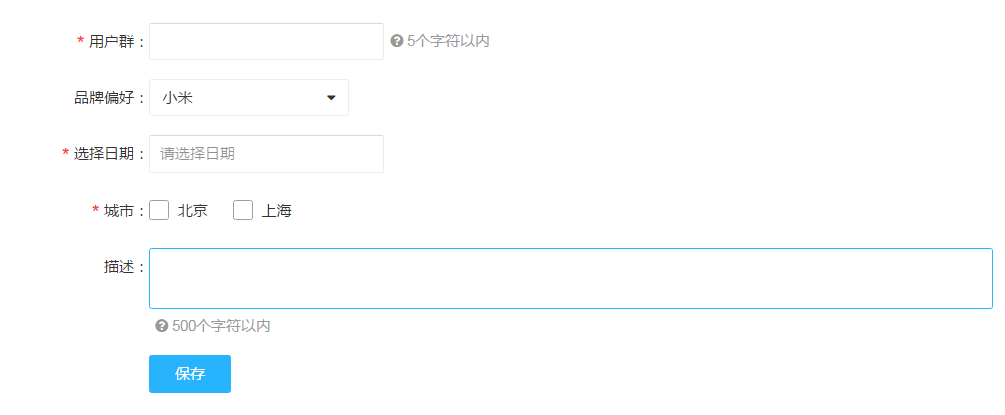 * 用户群： 5个字符以内
品牌偏好： 小米
* 选择日期： 请选择日期
* 城市： 北京 上海
描述：
500个字符以内
保存